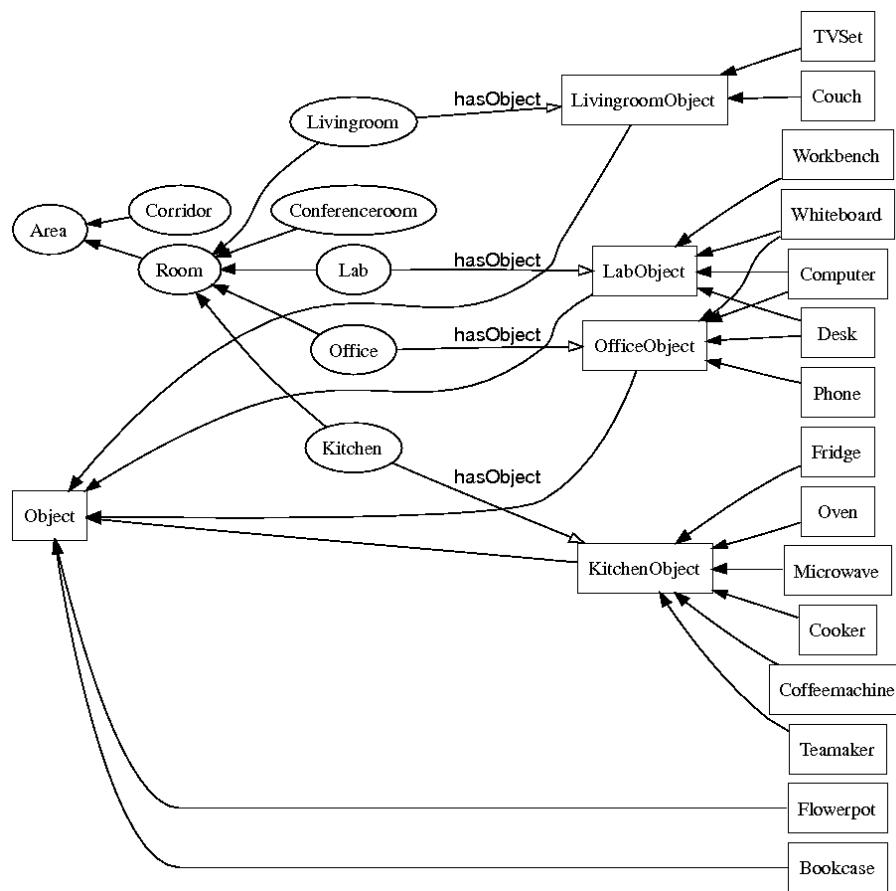 TVSet
hasObject
LivingroomObject
Couch
Livingroom
Workbench
Corridor
Conferenceroom
Whiteboard
Area
hasObject
Room
Lab
LabObject
Computer
hasObject
Office
OfficeObject
Desk
Phone
Kitchen
Fridge
hasObject
Object
Oven
KitchenObject
Microwave
Cooker
Coffeemachine
Teamaker
Flowerpot
Bookcase